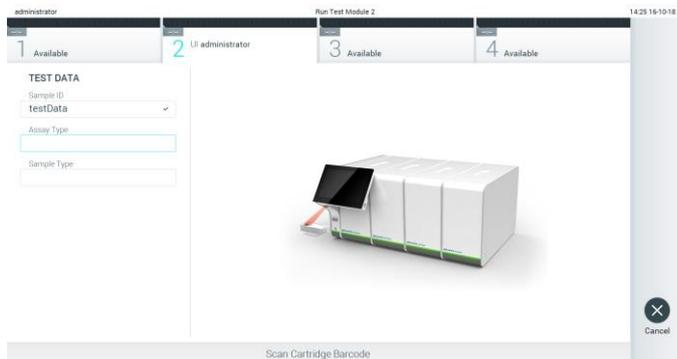 administrator
Run Test Module 2
14:25 16-10-18
1 Available
2 UI administrator
3 Available
4 Available
TEST DATA
Sample ID
testData
Assay Type
Sample Type
Cancel
Scan Cartridge Barcode